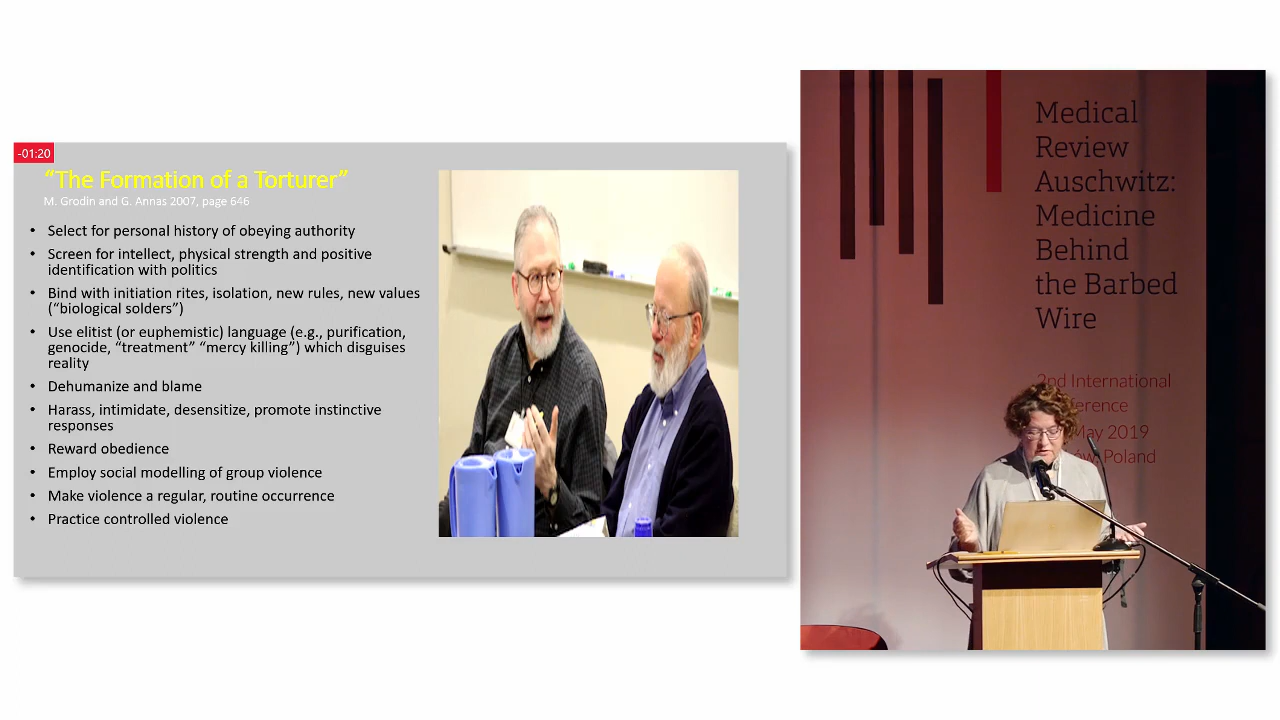 -01:20
“The Formation of a Torturer”
M. Grodin and G. Annas 2007, page 646
• Select for personal history of obeying authority
• Screen for intellect, physical strength and positive
identification with politics
• Bind with initiation rites, isolation, new rules, new values
(“biological solders”)
• Use elitist (or euphemistic) language (e.g., purification,
genocide, “treatment” “mercy killing”) which disguises
reality
• Dehumanize and blame
• Harass, intimidate, desensitize, promote instinctive
responses
• Reward obedience
• Employ social modelling of group violence
• Make violence a regular, routine occurrence
• Practice controlled violence
Medical
Review
Auschwitz:
Medicine
Behind
the Barbed
Wire
2nd International
May 2019
Poland